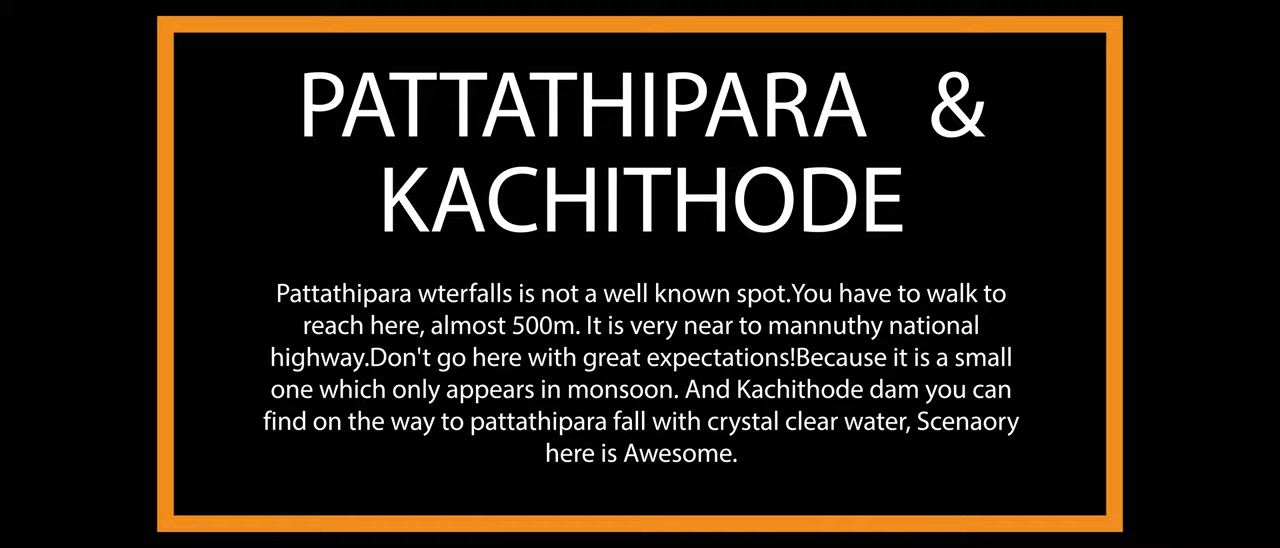 PATTATHIPARA &
KACHITHODE
Pattathipara wterfalls is not a well known spot.You have to walk to
reach here, almost 500m. It is very near to mannuthy national
highway.Don't go here with great expectations!Because it is a small
one which only appears in monsoon. And Kachithode dam you can
find on the way to pattathipara fall with crystal clear water, Scenaory
here is Awesome.